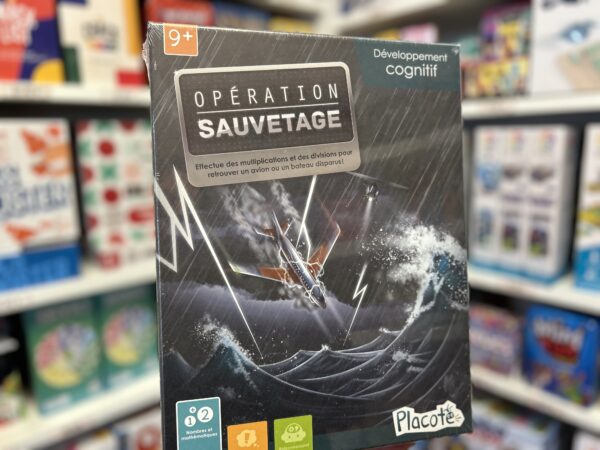 9+
Développement
cognitif
OPÉRATION
SAUVETAGE
Effectue des multiplications et des divisions pour
retrouver un avion ou un bateau disparus!
1 2
Nombres et
mathématiques
Placote